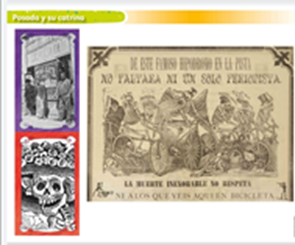 Posada y su catrina
DE ESTE FAMOSO HIPODROMO EN LA PISTA
NO FALTARA NI UN SOLO PERIODISTA.
LA MUERTE INEXORABLE NO RESPETA
NI A LOS QUE VEIS AQUI EN BICICLETA